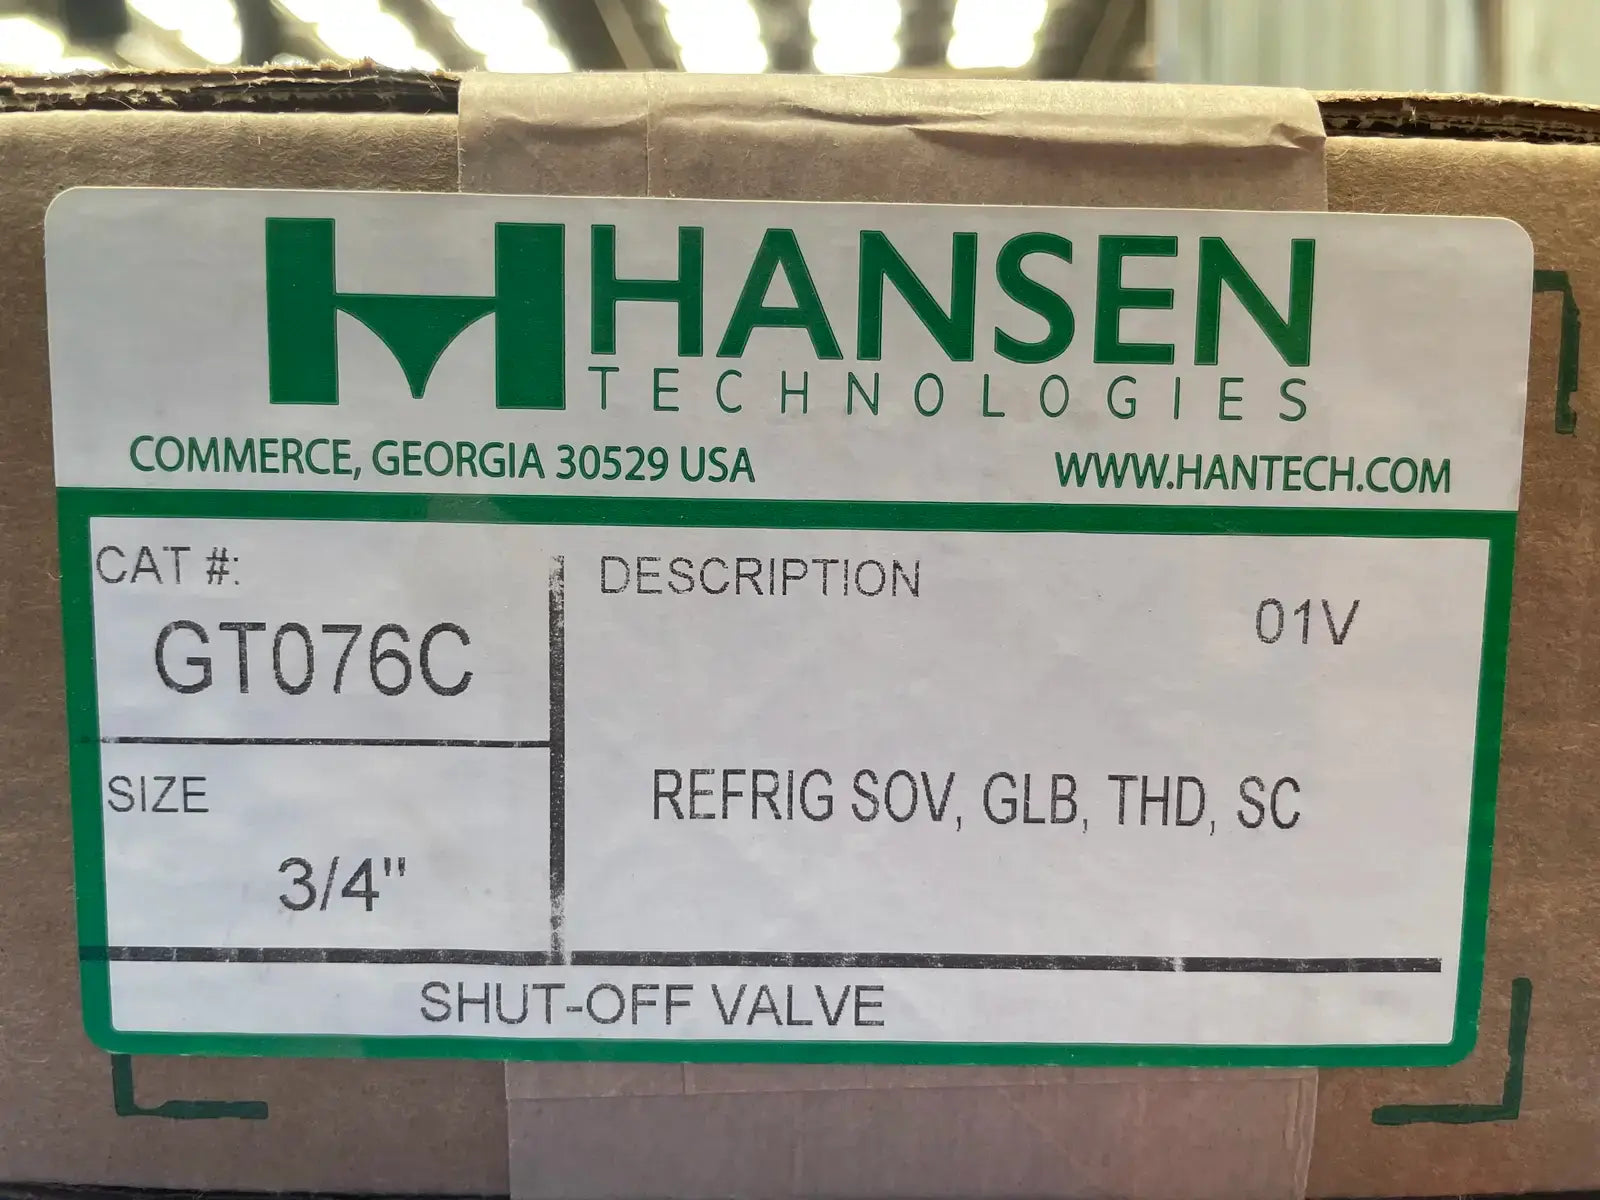 HANSEN
TECHNOLOGIES
COMMERCE, GEORGIA 30529 USA
WWW.HANTECH.COM
CAT #:
GT076C
SIZE
3/4"
DESCRIPTION
01V
REFRIG SOV, GLB, THD, SC
SHUT-OFF VALVE